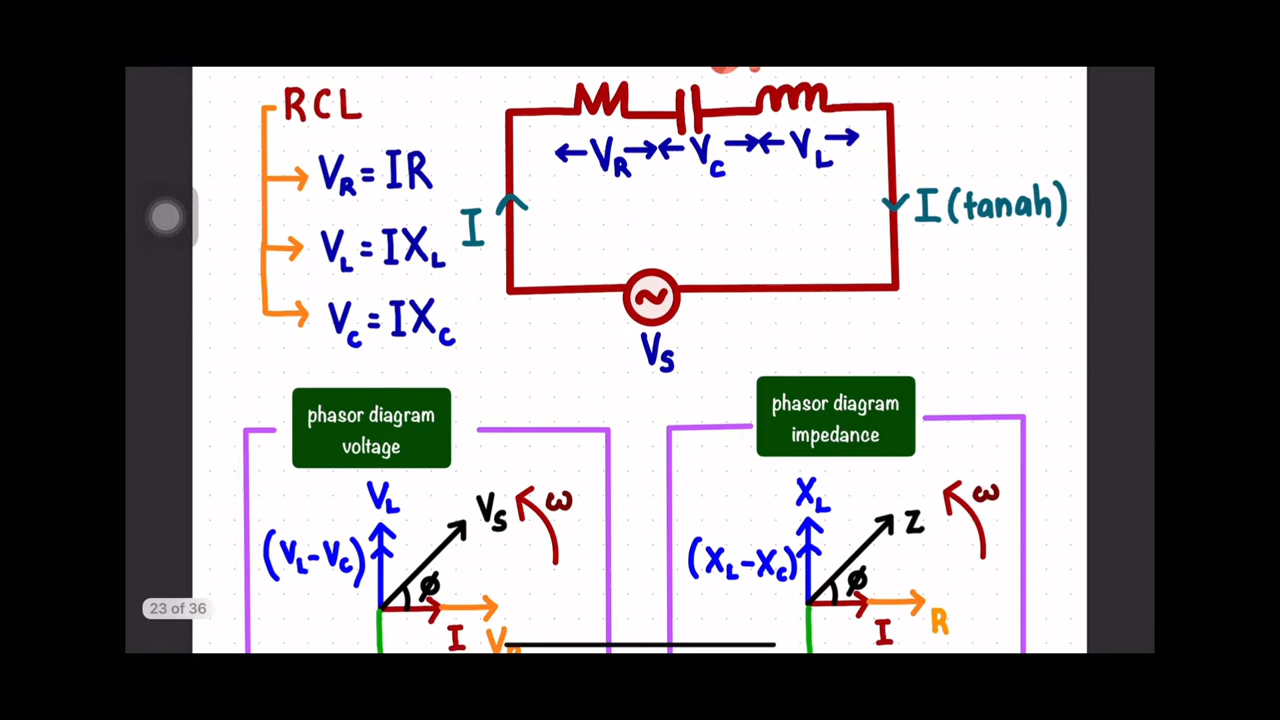 RCL
V_R = IR
V_L = IX_L
V_C = IX_C
V_R V_C V_L
I
I (tanah)
V_S
phasor diagram
voltage
V_L
(V_L-V_C)
V_S
ω
ϕ
I
phasor diagram
impedance
X_L
(X_L-X_C)
Z
ω
ϕ
I
R
23 of 36